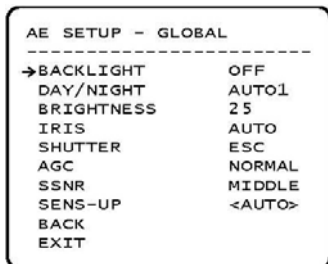 AE SETUP – GLOBAL
→BACKLIGHT OFF
DAY/NIGHT AUTO1
BRIGHTNESS 25
IRIS AUTO
SHUTTER ESC
AGC NORMAL
SSNR MIDDLE
SENS-UP <AUTO>
BACK
EXIT